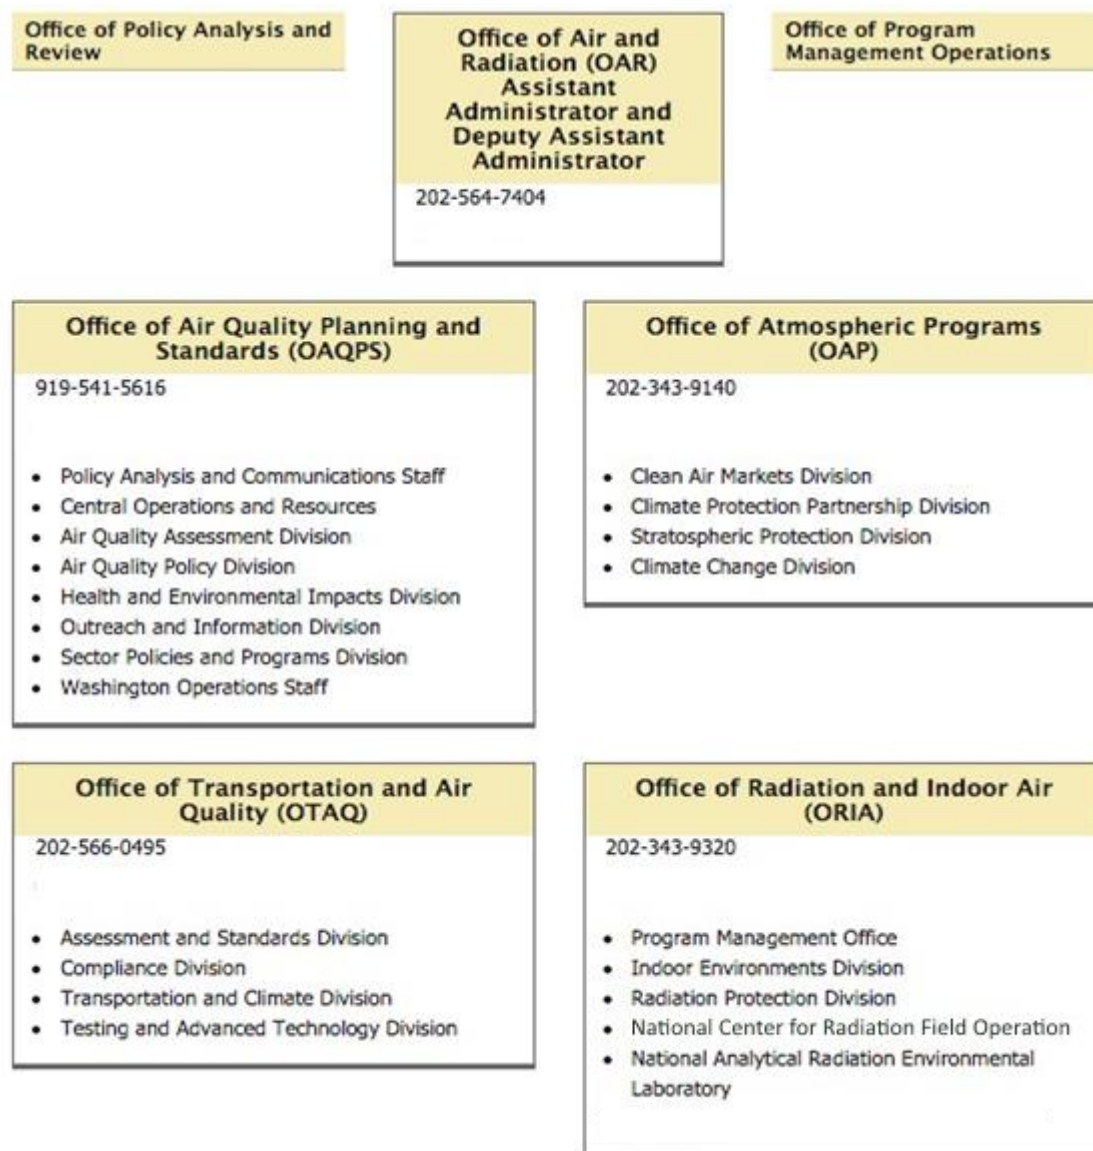 Office of Policy Analysis and
Review
Office of Air and
Radiation (OAR)
Assistant
Administrator and
Deputy Assistant
Administrator
202-564-7404
Office of Program
Management Operations
Office of Air Quality Planning and
Standards (OAQPS)
919-541-5616
• Policy Analysis and Communications Staff
• Central Operations and Resources
• Air Quality Assessment Division
• Air Quality Policy Division
• Health and Environmental Impacts Division
• Outreach and Information Division
• Sector Policies and Programs Division
• Washington Operations Staff
Office of Atmospheric Programs
(OAP)
202-343-9140
• Clean Air Markets Division
• Climate Protection Partnership Division
• Stratospheric Protection Division
• Climate Change Division
Office of Transportation and Air
Quality (OTAQ)
202-566-0495
• Assessment and Standards Division
• Compliance Division
• Transportation and Climate Division
• Testing and Advanced Technology Division
Office of Radiation and Indoor Air
(ORIA)
202-343-9320
• Program Management Office
• Indoor Environments Division
• Radiation Protection Division
• National Center for Radiation Field Operation
• National Analytical Radiation Environmental
Laboratory